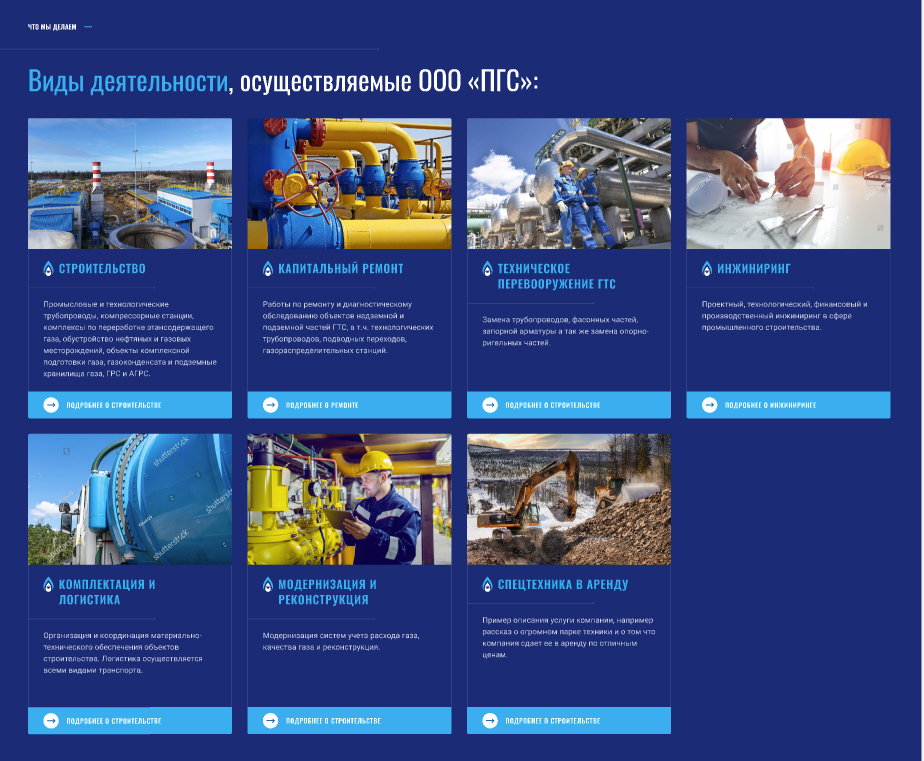 ЧТО МЫ ДЕЛАЕМ
Виды деятельности, осуществляемые ООО «ПГС»:
СТРОИТЕЛЬСТВО
Промысловые и технологические
трубопроводы, компрессорные станции,
комплексы по переработке этансодержащего
газа, обустройство нефтяных и газовых
месторождений, объекты комплексной
подготовки газа, газоконденсата и подземные
хранилища газа, ГРС и АГРС.
ПОДРОБНЕЕ О СТРОИТЕЛЬСТВЕ
КАПИТАЛЬНЫЙ РЕМОНТ
Работы по ремонту и диагностическому
обследованию объектов надземной и
подземной частей ГТС, в т.ч. технологических
трубопроводов, подводных переходов,
газораспределительных станций.
ПОДРОБНЕЕ О РЕМОНТЕ
ТЕХНИЧЕСКОЕ
ПЕРЕВООРУЖЕНИЕ ГТС
Замена трубопроводов, фасонных частей,
запорной арматуры а так же замена опорно-
ригельных частей.
ПОДРОБНЕЕ О СТРОИТЕЛЬСТВЕ
shutterstock
ИНЖИНИРИНГ
Проектный, технологический, финансовый и
производственный инжиниринг в сфере
промышленного строительства.
ПОДРОБНЕЕ О ИНЖИНИРИНГЕ
shutterstock
shutterstock
shutterstock
КОМПЛЕКТАЦИЯ И
ЛОГИСТИКА
Организация и координация материально-
технического обеспечения объектов
строительства. Логистика осуществляется
всеми видами транспорта.
ПОДРОБНЕЕ О СТРОИТЕЛЬСТВЕ
МОДЕРНИЗАЦИЯ И
РЕКОНСТРУКЦИЯ
Модернизация систем учета расхода газа,
качества газа и реконструкция.
ПОДРОБНЕЕ О СТРОИТЕЛЬСТВЕ
СПЕЦТЕХНИКА В АРЕНДУ
Пример описания услуги компании, например
рассказ о огромном парке техники и о том что
компания сдает ее в аренду по отличным
ценам.
ПОДРОБНЕЕ О СТРОИТЕЛЬСТВЕ